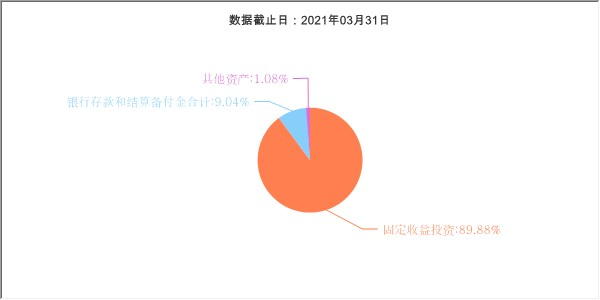 数据截止日：2021年03月31日
其他资产:1.08%
银行存款和结算备付金合计:9.04%
固定收益投资:89.88%